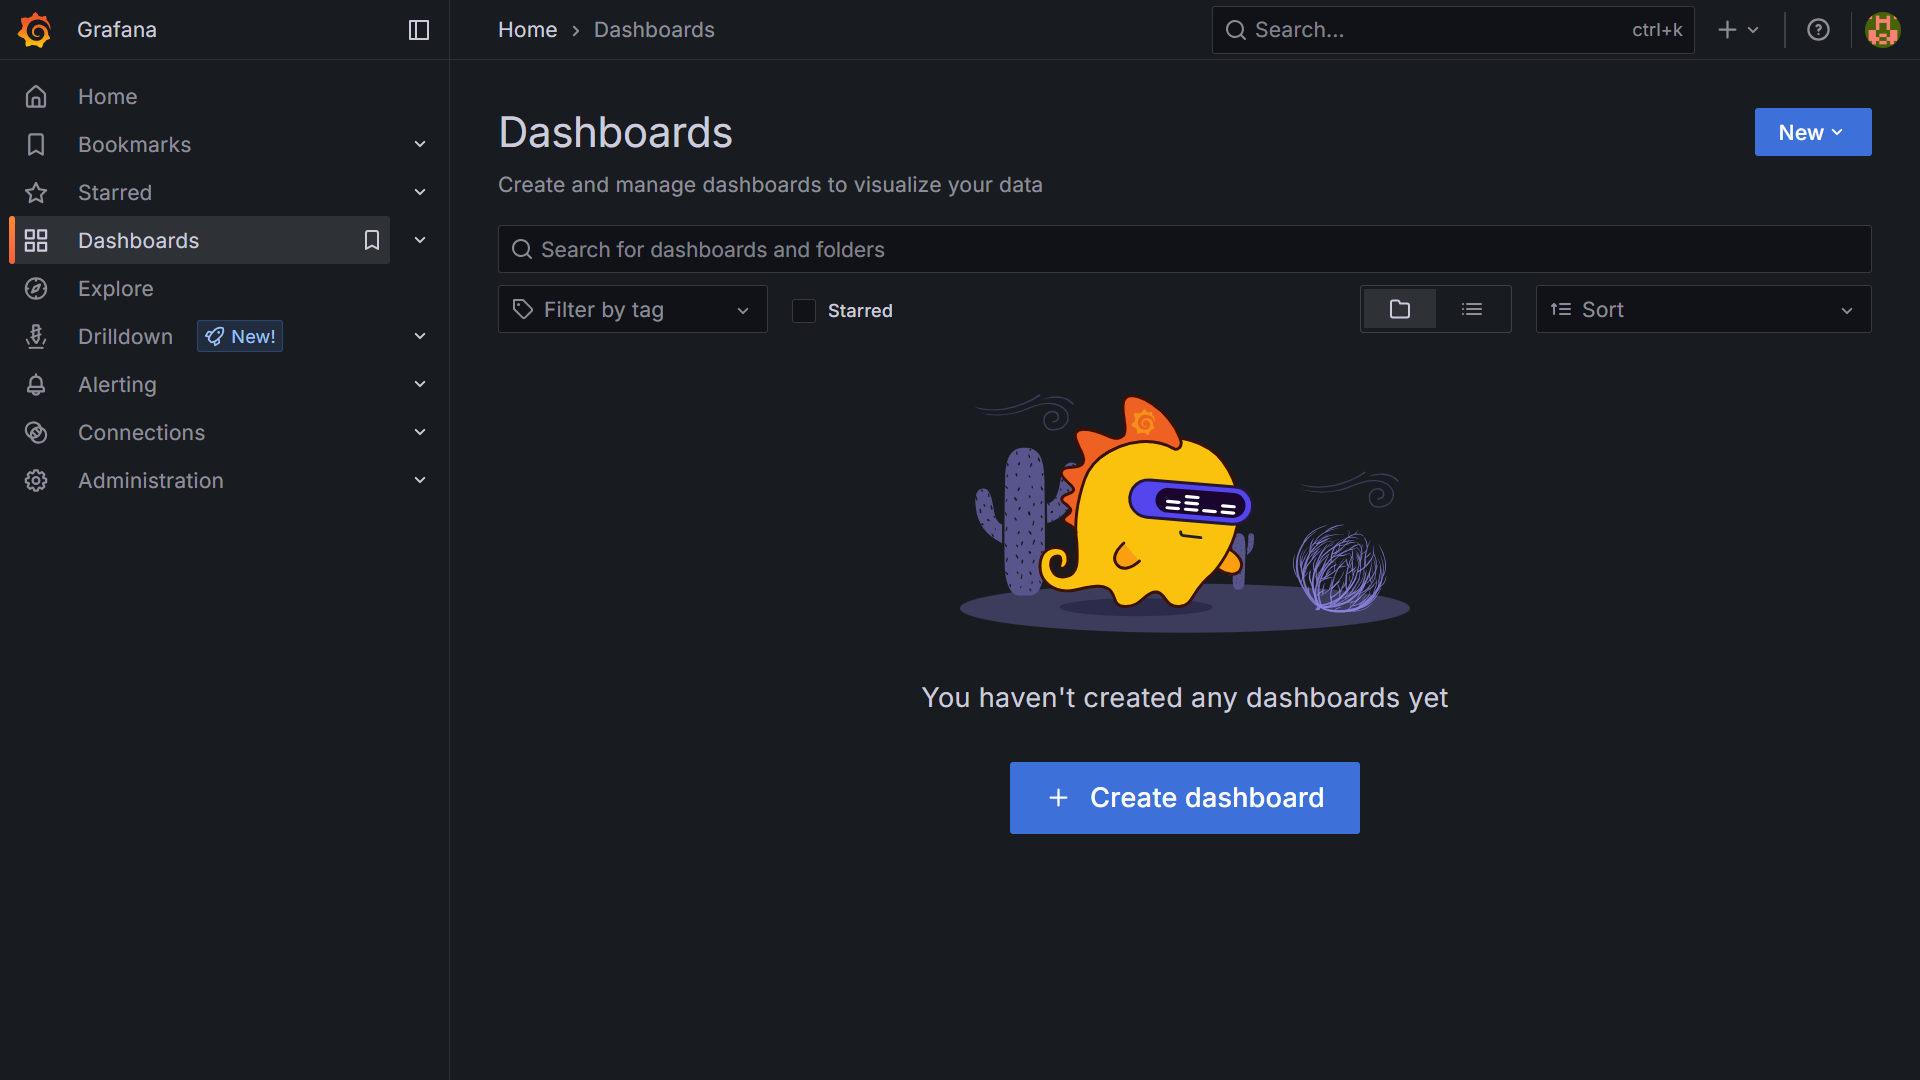 Grafana
Home
Dashboards
Search...
ctrl+k
Home
Bookmarks
Starred
Dashboards
Explore
Drilldown
New!
Alerting
Connections
Administration
Dashboards
New
Create and manage dashboards to visualize your data
Search for dashboards and folders
Filter by tag
Starred
Sort
You haven't created any dashboards yet
Create dashboard